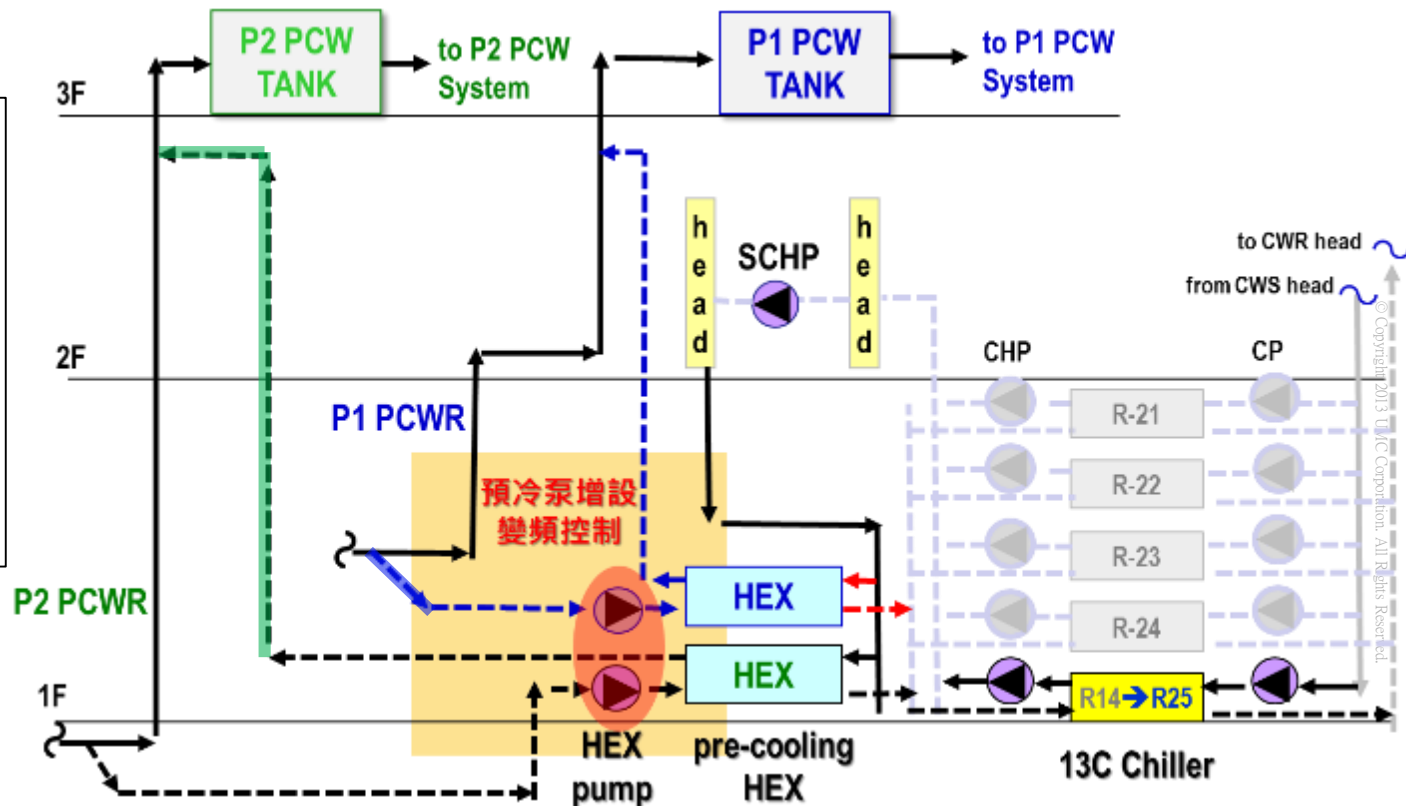 P2 PCW
TANK
to P2 PCW
System
P1 PCW
TANK
to P1 PCW
System
3F
head
SCHP
head
to CWR head
from CWS head
2F
CHP
CP
P1 PCWR
R-21
預冷泵增設
變頻控制
R-22
R-23
HEX
R-24
P2 PCWR
HEX
R14➔R25
1F
HEX
pump
pre-cooling
HEX
13C Chiller
© Copyright 2013 UMC Corporation. All Rights Reserved.